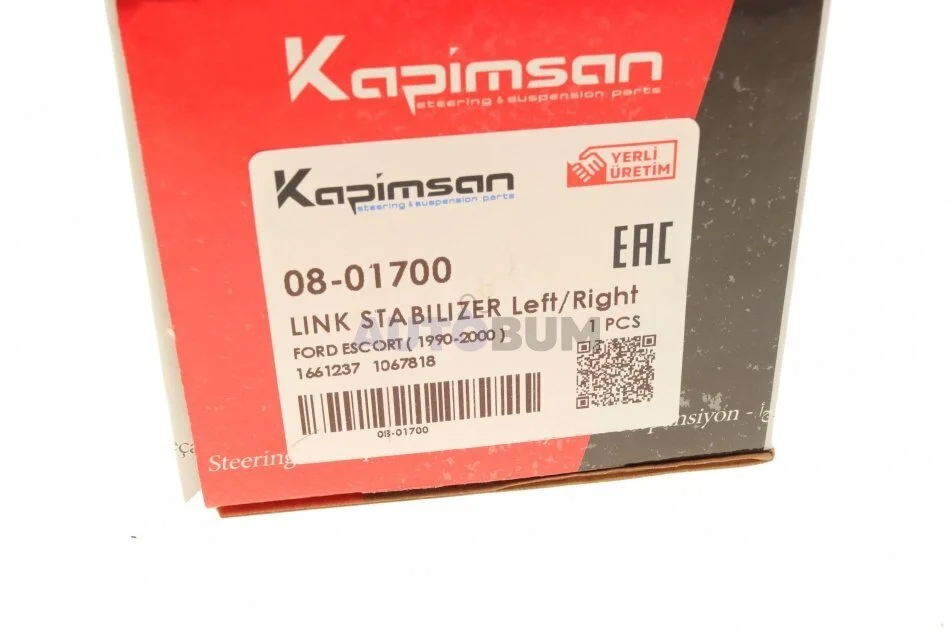 Kapimsan
steering & suspension parts
Kapimsan
steering & suspension parts
YERLİ
ÜRETİM
EAC
08-01700
LINK STABILIZER Left/Right
AUTOBUM
FORD ESCORT ( 1990-2000 )
1 PCS
1661237 1067818
08-01700
Steering